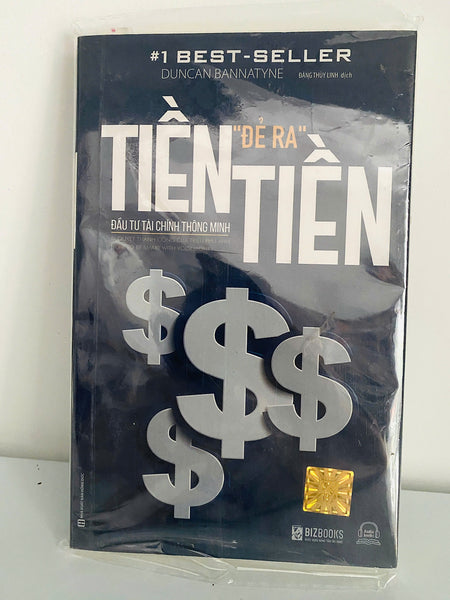 #1 BEST-SELLER
DUNCAN BANNATYNE
ĐẶNG THÙY LINH dịch
TIỀN
"ĐẺ RA"
TIỀN
ĐẦU TƯ TÀI CHÍNH THÔNG MINH
BIZBOOKS